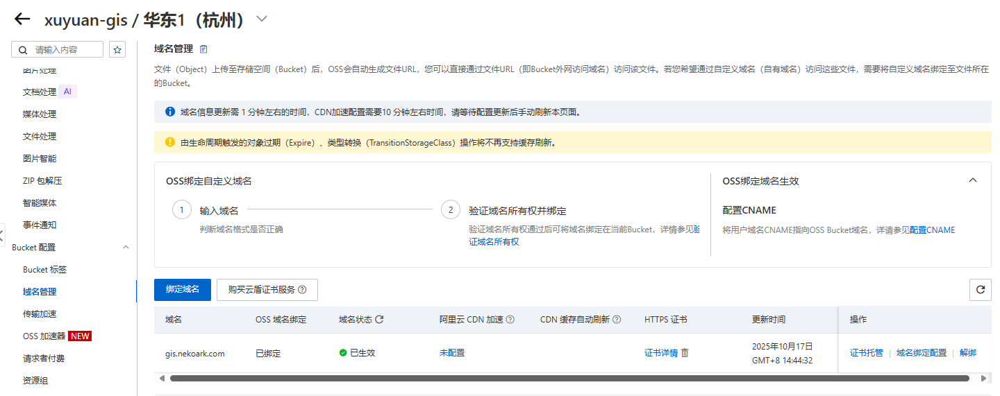 xuyuan-gis / 华东1（杭州）
请输入内容
图片处理
文档处理 AI
媒体处理
文件处理
图片智能
ZIP 包解压
智能媒体
事件通知
Bucket 配置
Bucket 标签
域名管理
传输加速
OSS 加速器 NEW
请求者付费
资源组
域名管理
文件（Object）上传至存储空间（Bucket）后，OSS会自动生成文件URL，您可以直接通过文件URL（即Bucket外网访问域名）访问该文件。若您希望通过自定义域名（自有域名）访问这些文件，需要将自定义域名绑定至文件所在
的Bucket。
域名信息更新需 1 分钟左右的时间，CDN加速配置需要10 分钟左右时间，请等待配置更新后手动刷新本页面。
由生命周期触发的对象过期（Expire）、类型转换（TransitionStorageClass）操作将不再支持缓存刷新。
OSS绑定自定义域名
1 输入域名
判断域名格式是否正确
2 验证域名所有权并绑定
验证域名所有权通过后可将域名绑定在当前Bucket，详情参见验
证域名所有权
OSS绑定域名生效
配置CNAME
将用户域名CNAME指向OSS Bucket域名，详请参见配置CNAME
绑定域名 购买云盾证书服务
域名 OSS 域名绑定 域名状态 阿里云 CDN 加速 CDN 缓存自动刷新 HTTPS 证书 更新时间 操作
gis.nekoark.com 已绑定 已生效 未配置 证书详情 2025年10月17日
GMT+8 14:44:32
证书托管 域名绑定配置 解绑